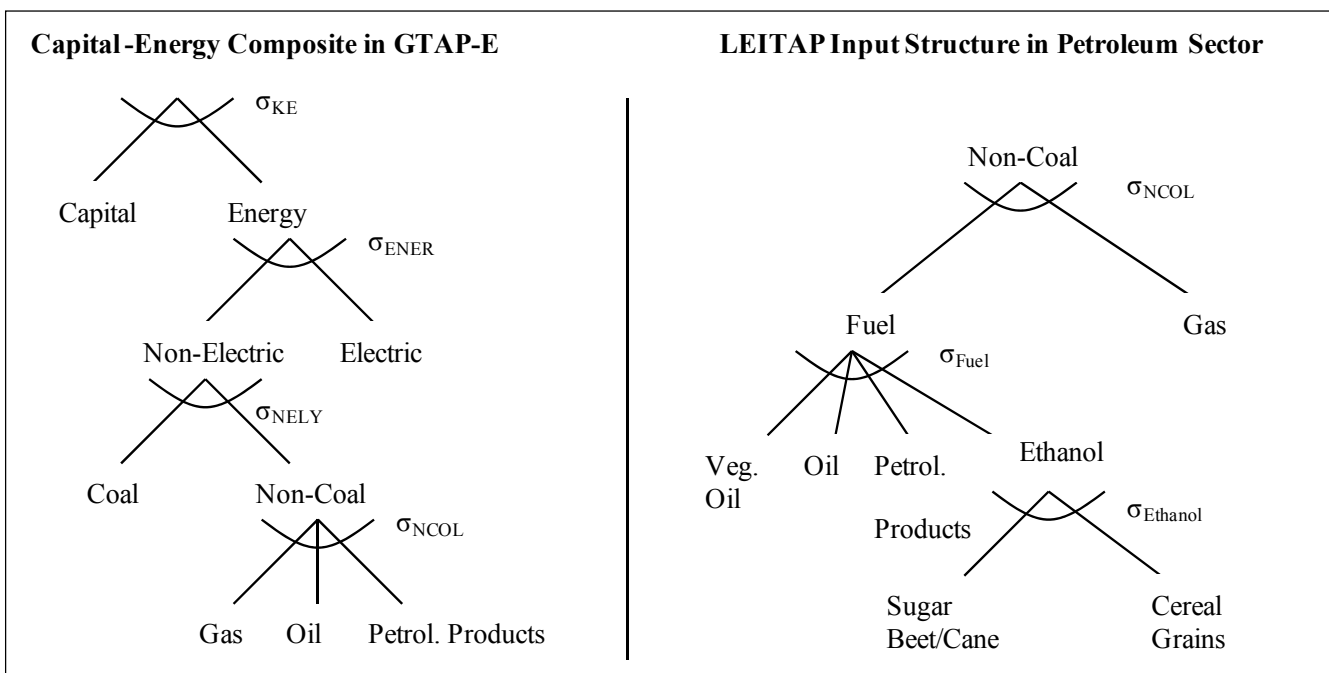 Capital-Energy Composite in GTAP-E
σKE
Capital Energy
σENER
Non-Electric Electric
σNELY
Coal Non-Coal
σNCOL
Gas Oil Petrol. Products
LEITAP Input Structure in Petroleum Sector
Non-Coal
σNCOL
Fuel Gas
σFuel
Veg. Oil Petrol. Ethanol
Oil
Products σEthanol
Sugar Cereal
Beet/Cane Grains